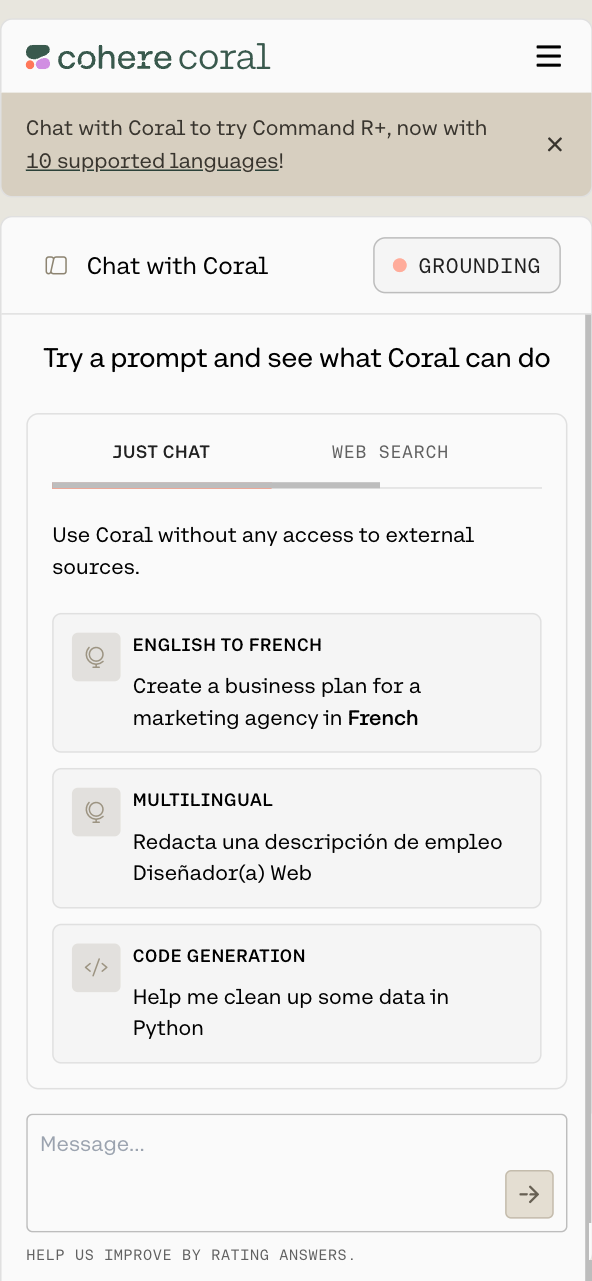 cohere coral
Chat with Coral to try Command R+, now with
10 supported languages!
Chat with Coral
GROUNDING
Try a prompt and see what Coral can do
JUST CHAT
WEB SEARCH
Use Coral without any access to external
sources.
ENGLISH TO FRENCH
Create a business plan for a
marketing agency in French
MULTILINGUAL
Redacta una descripción de empleo
Diseñador(a) Web
CODE GENERATION
Help me clean up some data in
Python
Message...
HELP US IMPROVE BY RATING ANSWERS.